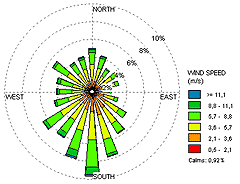 NORTH
10%
8%
6%
4%
2%
WEST
EAST
SOUTH
WIND SPEED
(m/s)
>= 11,1
8,8 - 11,1
5,7 - 8,8
3,6 - 5,7
2,1 - 3,6
0,5 - 2,1
Calms: 0,92%